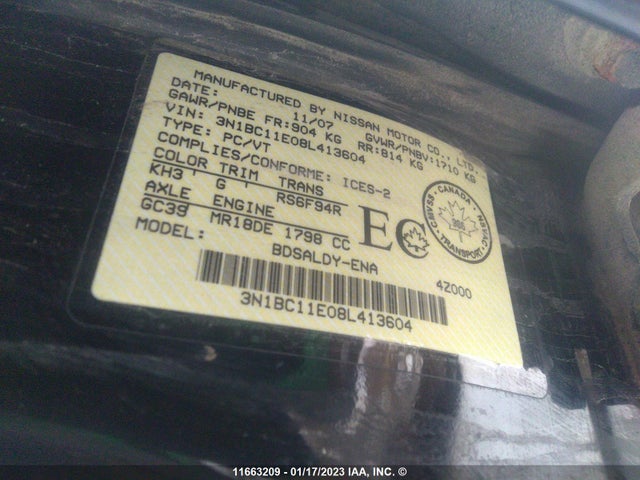 MANUFACTURED BY NISSAN MOTOR CO., LTD.
DATE: 11/07 GVWR/PNBV:1710 KG
GAWR/PNBE FR:904 KG RR:814 KG
VIN: 3N1BC11E08L413604
TYPE: PC/VT
COMPLIES/CONFORME: ICES-2
COLOR TRIM TRANS
KH3 G RS6F94R
AXLE ENGINE
GC39 MR18DE 1798 CC
MODEL: BDSALDY-ENA
EC
CANADA
TRANSPORT
4Z000
3N1BC11E08L413604
11663209 - 01/17/2023 IAA, INC. ©